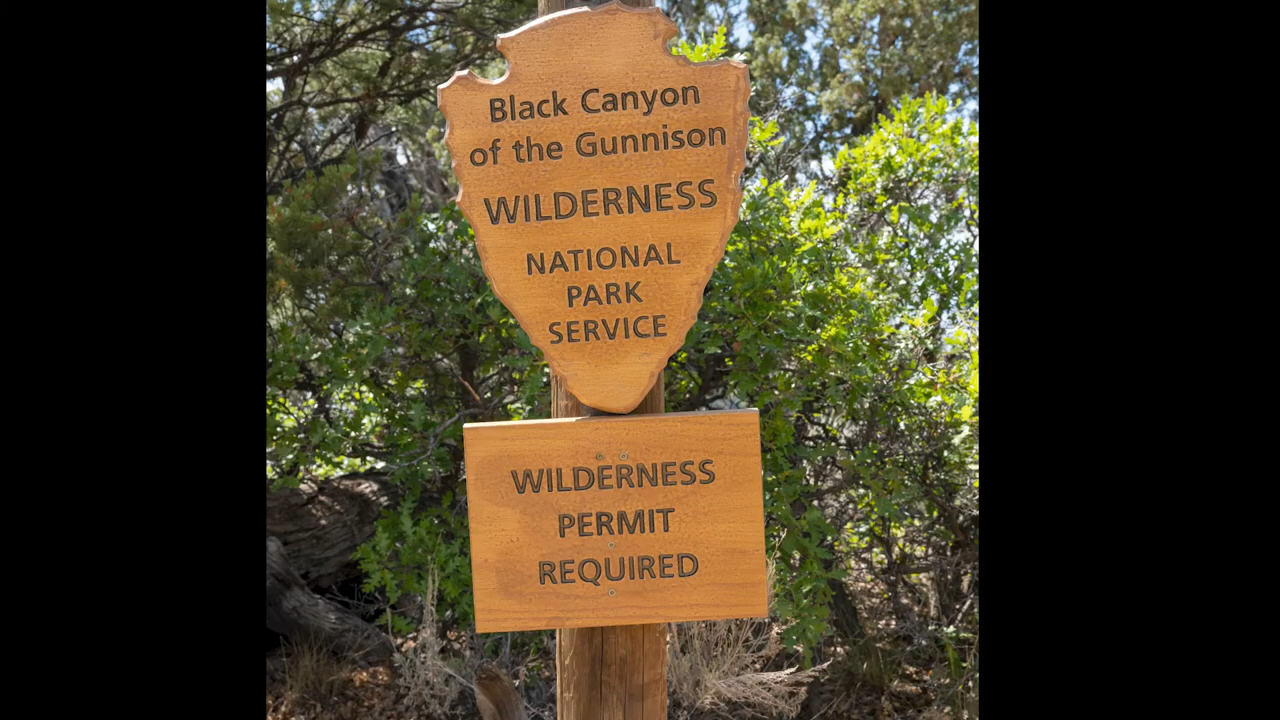 Black Canyon
of the Gunnison
WILDERNESS
NATIONAL
PARK
SERVICE
WILDERNESS
PERMIT
REQUIRED